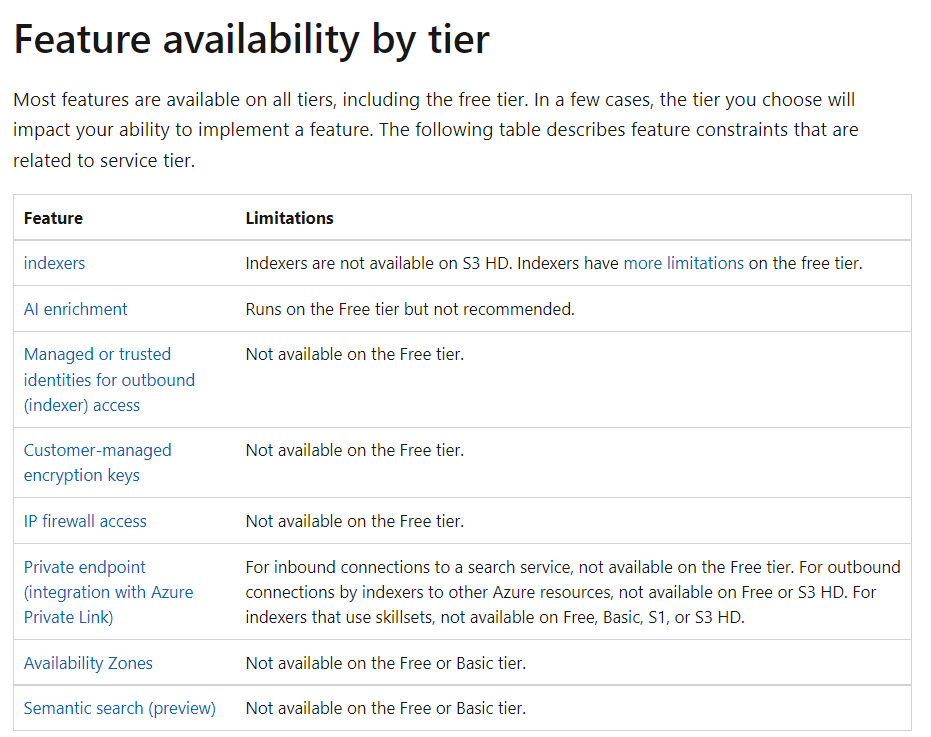 Feature availability by tier
Most features are available on all tiers, including the free tier. In a few cases, the tier you choose will
impact your ability to implement a feature. The following table describes feature constraints that are
related to service tier.
Feature Limitations
indexers Indexers are not available on S3 HD. Indexers have more limitations on the free tier.
AI enrichment Runs on the Free tier but not recommended.
Managed or trusted Not available on the Free tier.
identities for outbound
(indexer) access
Customer-managed Not available on the Free tier.
encryption keys
IP firewall access Not available on the Free tier.
Private endpoint For inbound connections to a search service, not available on the Free tier. For outbound
(integration with Azure connections by indexers to other Azure resources, not available on Free or S3 HD. For
Private Link) indexers that use skillsets, not available on Free, Basic, S1, or S3 HD.
Availability Zones Not available on the Free or Basic tier.
Semantic search (preview) Not available on the Free or Basic tier.